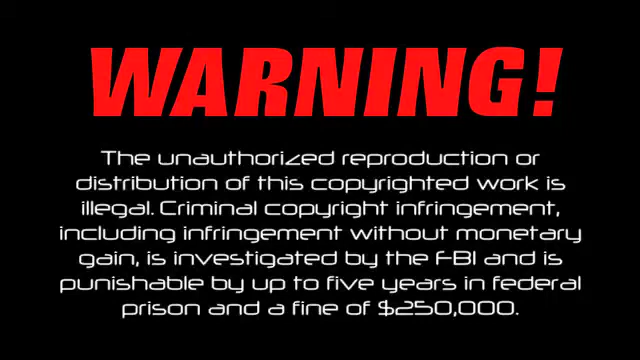 WARNING!
The unauthorized reproduction or
distribution of this copyrighted work is
illegal. Criminal copyright infringement,
including infringement without monetary
gain, is investigated by the FBI and is
punishable by up to five years in federal
prison and a fine of $250,000.